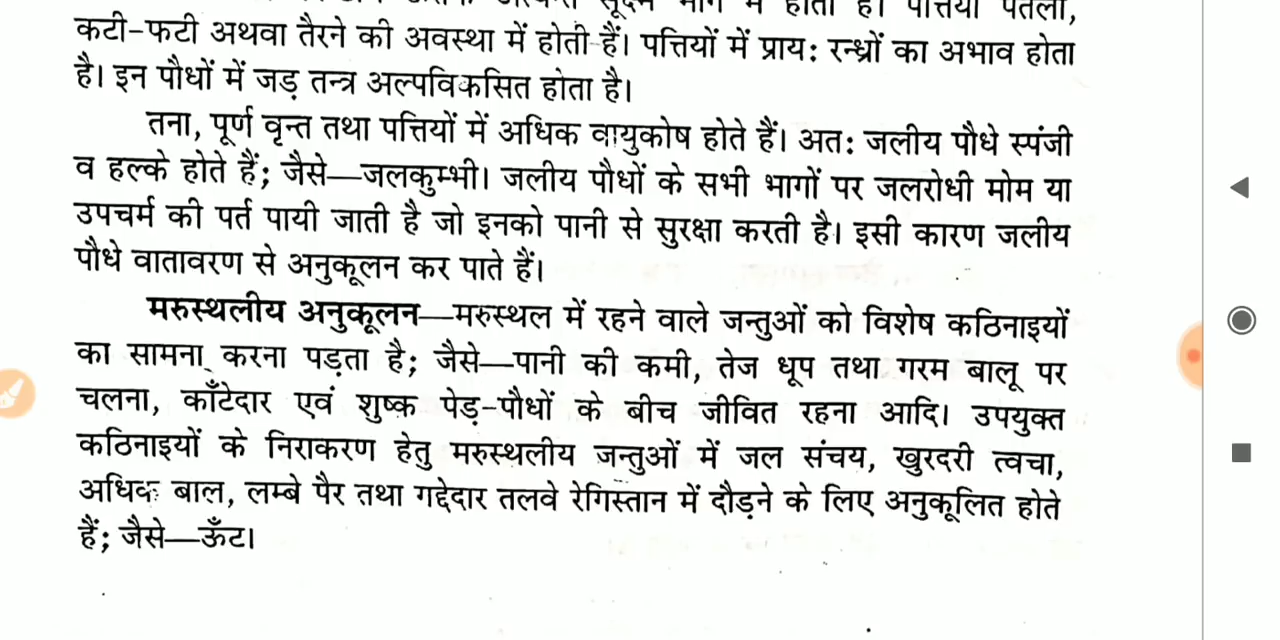 सूक्ष्म भाग में होता है। पत्तियाँ पतली,
कटी-फटी अथवा तैरने की अवस्था में होती हैं। पत्तियों में प्रायः रन्ध्रों का अभाव होता
है। इन पौधों में जड़ तन्त्र अल्पविकसित होता है।
तना, पूर्ण वृन्त तथा पत्तियों में अधिक वायुकोष होते हैं। अतः जलीय पौधे स्पंजी
व हल्के होते हैं; जैसे—जलकुम्भी। जलीय पौधों के सभी भागों पर जलरोधी मोम या
उपचर्म की पर्त पायी जाती है जो इनको पानी से सुरक्षा करती है। इसी कारण जलीय
पौधे वातावरण से अनुकूलन कर पाते हैं।
मरुस्थलीय अनुकूलन—मरुस्थल में रहने वाले जन्तुओं को विशेष कठिनाइयों
का सामना करना पड़ता है; जैसे—पानी की कमी, तेज धूप तथा गरम बालू पर
चलना, काँटेदार एवं शुष्क पेड़-पौधों के बीच जीवित रहना आदि। उपयुक्त
कठिनाइयों के निराकरण हेतु मरुस्थलीय जन्तुओं में जल संचय, खुरदरी त्वचा,
अधिक बाल, लम्बे पैर तथा गद्देदार तलवे रेगिस्तान में दौड़ने के लिए अनुकूलित होते
हैं; जैसे—ऊँट।